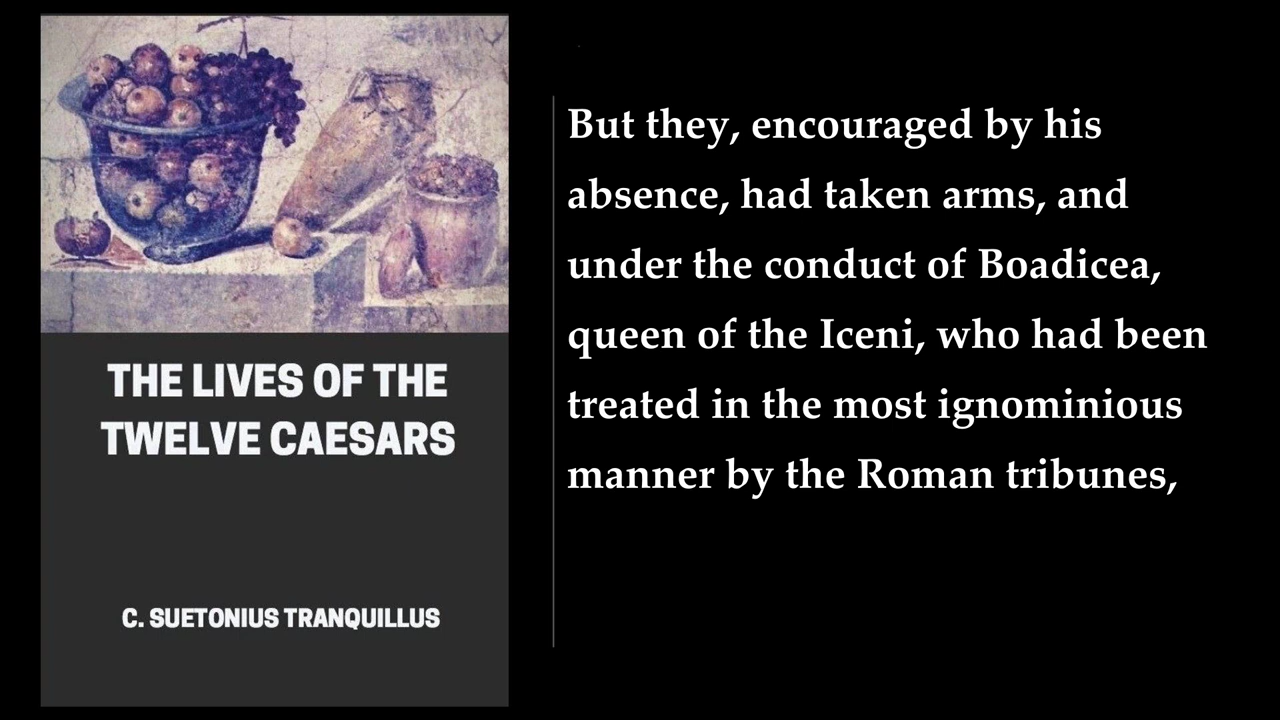 THE LIVES OF THE
TWELVE CAESARS
C. SUETONIUS TRANQUILLUS
But they, encouraged by his
absence, had taken arms, and
under the conduct of Boadicea,
queen of the Iceni, who had been
treated in the most ignominious
manner by the Roman tribunes,